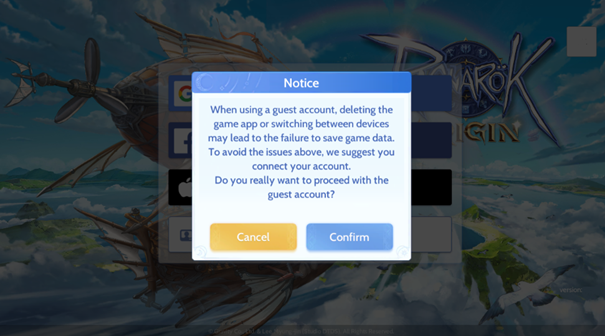 Notice
When using a guest account, deleting the
game app or switching between devices
may lead to the failure to save game data.
To avoid the issues above, we suggest you
connect your account.
Do you really want to proceed with the
guest account?
Cancel
Confirm